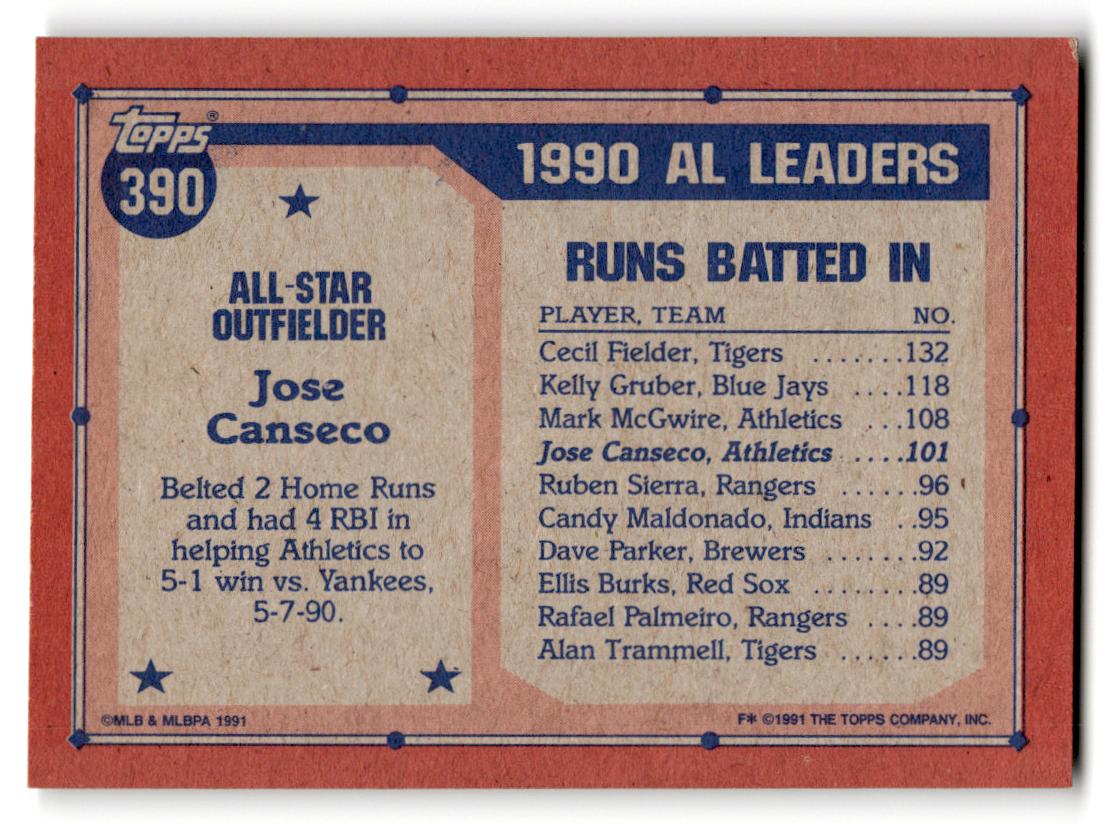 Topps®
390
ALL-STAR
OUTFIELDER
Jose
Canseco
Belted 2 Home Runs
and had 4 RBI in
helping Athletics to
5-1 win vs. Yankees,
5-7-90.
1990 AL LEADERS
RUNS BATTED IN
PLAYER, TEAM NO.
Cecil Fielder, Tigers .......132
Kelly Gruber, Blue Jays ....118
Mark McGwire, Athletics ...108
Jose Canseco, Athletics ....101
Ruben Sierra, Rangers ......96
Candy Maldonado, Indians ..95
Dave Parker, Brewers .......92
Ellis Burks, Red Sox ........89
Rafael Palmeiro, Rangers ....89
Alan Trammell, Tigers ......89
©MLB & MLBPA 1991
F* ©1991 THE TOPPS COMPANY, INC.